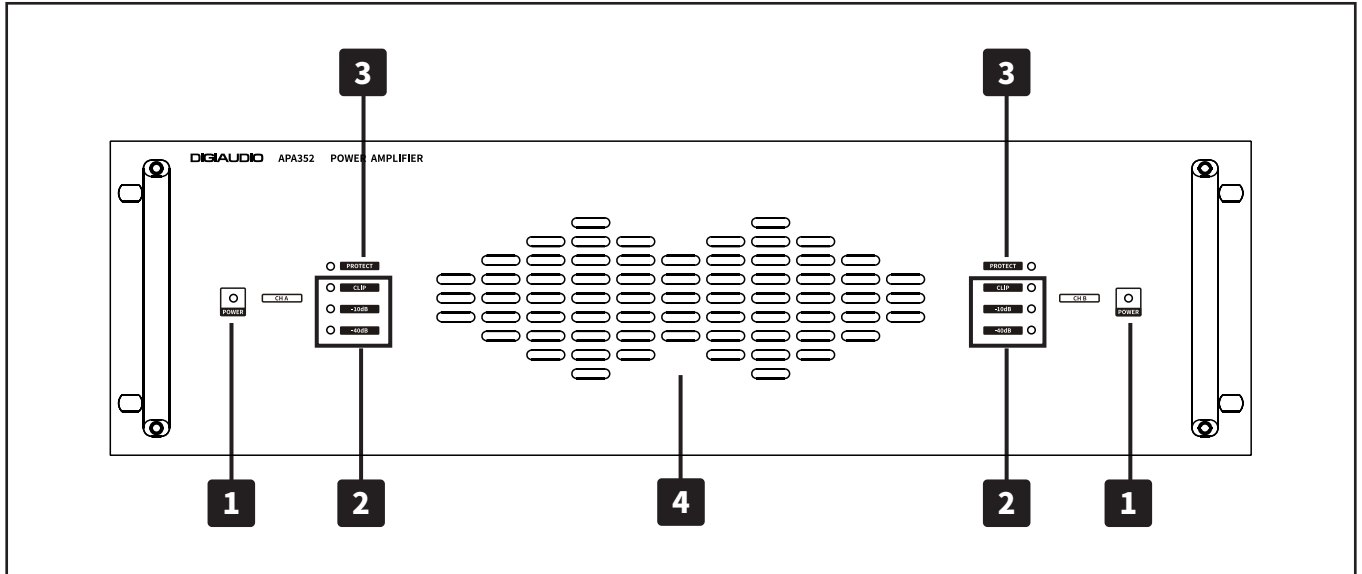 3 3
DIGIAUDIO APA352 POWER AMPLIFIER
PROTECT PROTECT
CLIP CLIP
CH A CH B
-10dB -10dB
POWER POWER
-40dB -40dB
1 2 4 2 1